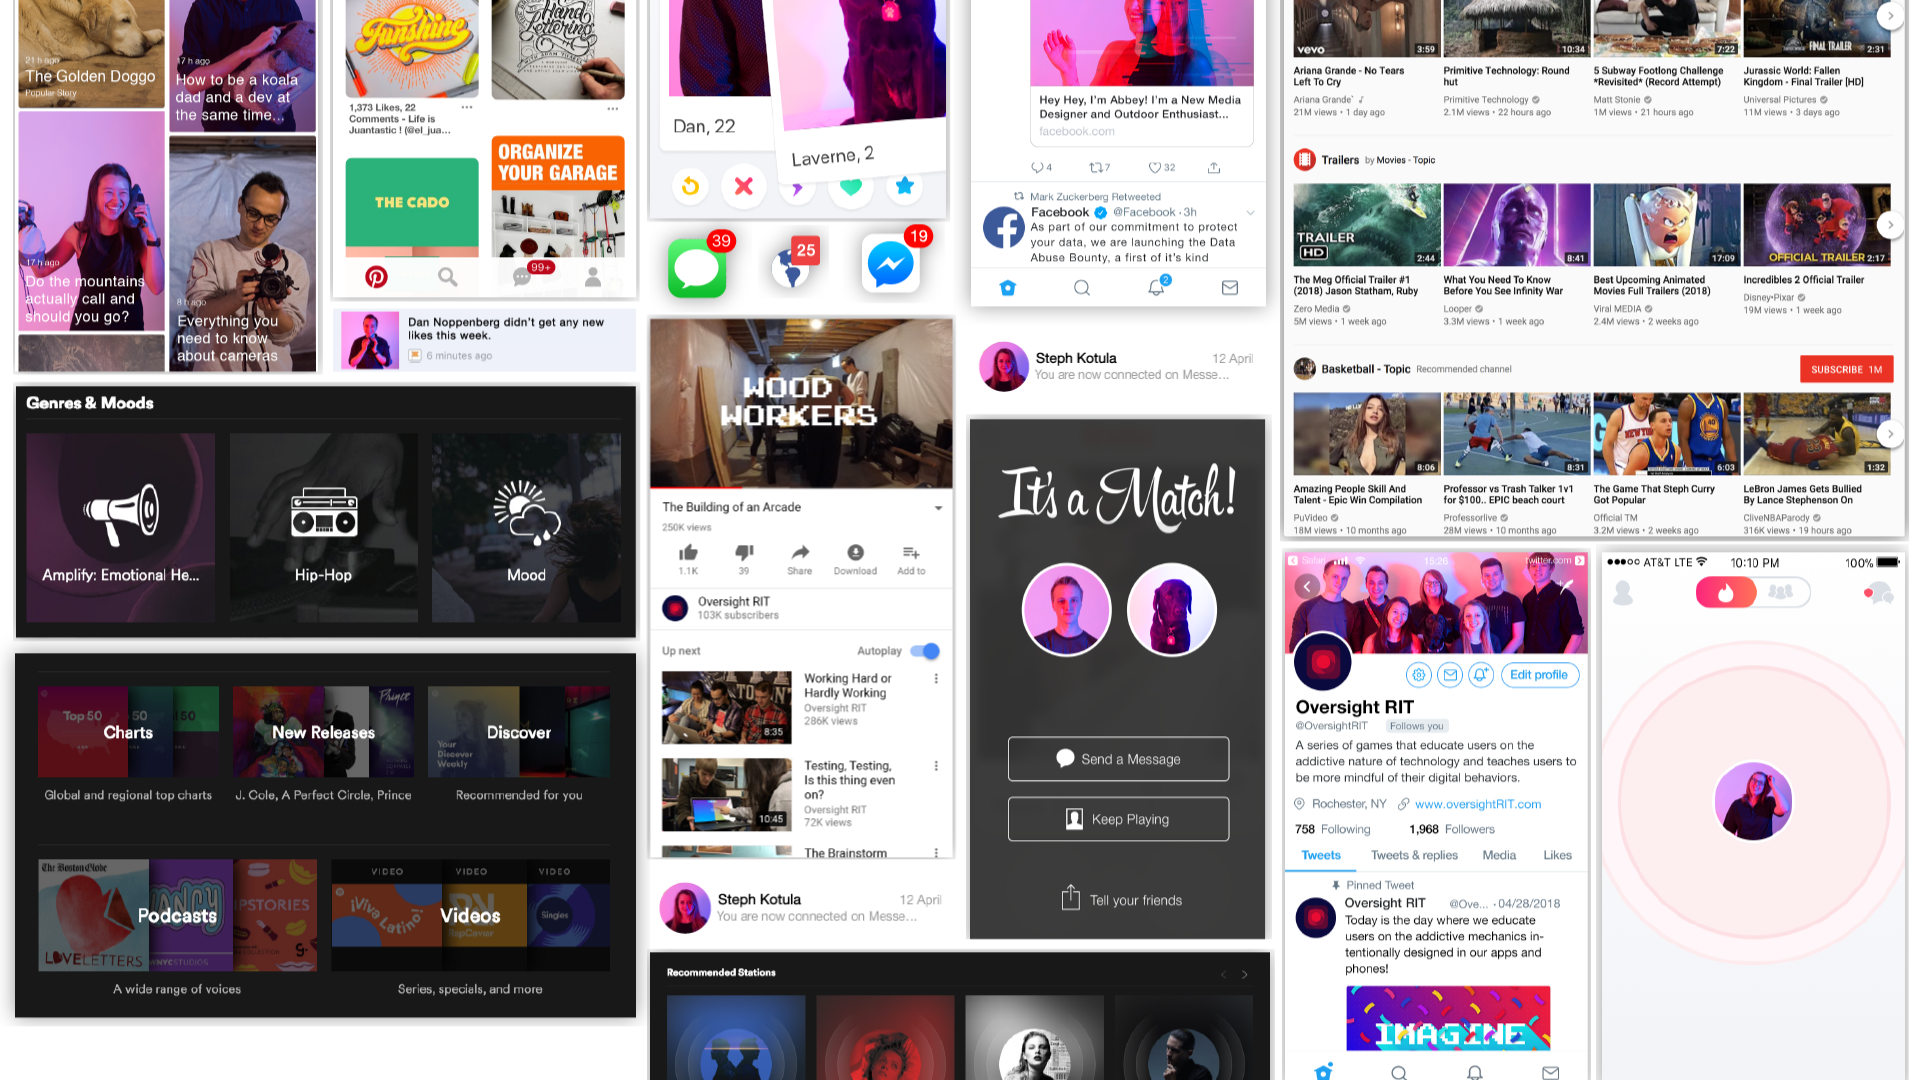 21 h ago
The Golden Doggo
Popular Story
17 h ago
How to be a koala
dad and a dev at
the same time...
17 h ago
Do the mountains
actually call and
should you go?
8 h ago
Everything you
need to know
about cameras
Funshine
Hand
Lettering
1,373 Likes, 22
Comments - Life is
Juantastic ! (@el_jua...
THE CADO
ORGANIZE
YOUR GARAGE
99+
Dan Noppenberg didn't get any new
likes this week.
6 minutes ago
Genres & Moods
Amplify: Emotional He...
Hip-Hop
Mood
Top 50
50
50
Charts
Global and regional top charts
Prince
New Releases
J. Cole, A Perfect Circle, Prince
Your
Discover
Weekly
Discover
Recommended for you
The Boston Globe
LOVELETTERS
WNYCSTUDIOS
Podcasts
A wide range of voices
VIDEO
VIDEO
VIDEO
¡Viva Latino!
RapCaviar
Singles
Videos
Series, specials, and more
Dan, 22
Laverne, 2
39
25
19
WOOD
WORKERS
The Building of an Arcade
250K views
1.1K
39
Share
Download
Add to
Oversight RIT
103K subscribers
Up next
Autoplay
Working Hard or
Hardly Working
Oversight RIT
286K views
8:35
Testing, Testing,
Is this thing even
on?
Oversight RIT
72K views
10:45
The Brainstorm
Steph Kotula
12 April
You are now connected on Messe...
Recommended Stations
Hey Hey, I'm Abbey! I'm a New Media
Designer and Outdoor Enthusiast...
facebook.com
4
7
32
Mark Zuckerberg Retweeted
Facebook @Facebook · 3h
As part of our commitment to protect
your data, we are launching the Data
Abuse Bounty, a first of it's kind
2
Steph Kotula
12 April
You are now connected on Messe...
It's a Match!
Send a Message
Keep Playing
Tell your friends
vevo
3:59
10:34
7:22
FINAL TRAILER
2:31
Ariana Grande - No Tears
Left To Cry
Ariana Grande
21M views • 1 day ago
Primitive Technology: Round
hut
Primitive Technology
2.1M views • 22 hours ago
5 Subway Footlong Challenge
*Revisited* (Record Attempt)
Matt Stonie
1M views • 21 hours ago
Jurassic World: Fallen
Kingdom - Final Trailer [HD]
Universal Pictures
11M views • 3 days ago
Trailers by Movies - Topic
TRAILER
HD
2:44
8:41
17:09
OFFICIAL TRAILER 2:17
The Meg Official Trailer #1
(2018) Jason Statham, Ruby
Zero Media
5M views • 1 week ago
What You Need To Know
Before You See Infinity War
Looper
3.3M views • 1 week ago
Best Upcoming Animated
Movies Full Trailers (2018)
Viral MEDIA
2.4M views • 2 weeks ago
Incredibles 2 Official Trailer
Disney•Pixar
19M views • 1 week ago
Basketball - Topic Recommended channel
SUBSCRIBE 1M
8:06
8:31
NEW YORK
6:03
1:32
Amazing People Skill And
Talent - Epic Win Compilation
PuVideo
18M views • 10 months ago
Professor vs Trash Talker 1v1
for $100.. EPIC beach court
Professorlive
28M views • 10 months ago
The Game That Steph Curry
Got Popular
Official TM
3.2M views • 2 weeks ago
LeBron James Gets Bullied
By Lance Stephenson On
CliveNBAParody
316K views • 19 hours ago
Safari
15:26
twitter.com
Edit profile
Oversight RIT
@OversightRIT Follows you
A series of games that educate users on the
addictive nature of technology and teaches users to
be more mindful of their digital behaviors.
Rochester, NY www.oversightRIT.com
758 Following 1,968 Followers
Tweets Tweets & replies Media Likes
Pinned Tweet
Oversight RIT @Ove... · 04/28/2018
Today is the day where we educate
users on the addictive mechanics in-
tentionally designed in our apps and
phones!
IMAGINE
AT&T LTE
10:10 PM
100%